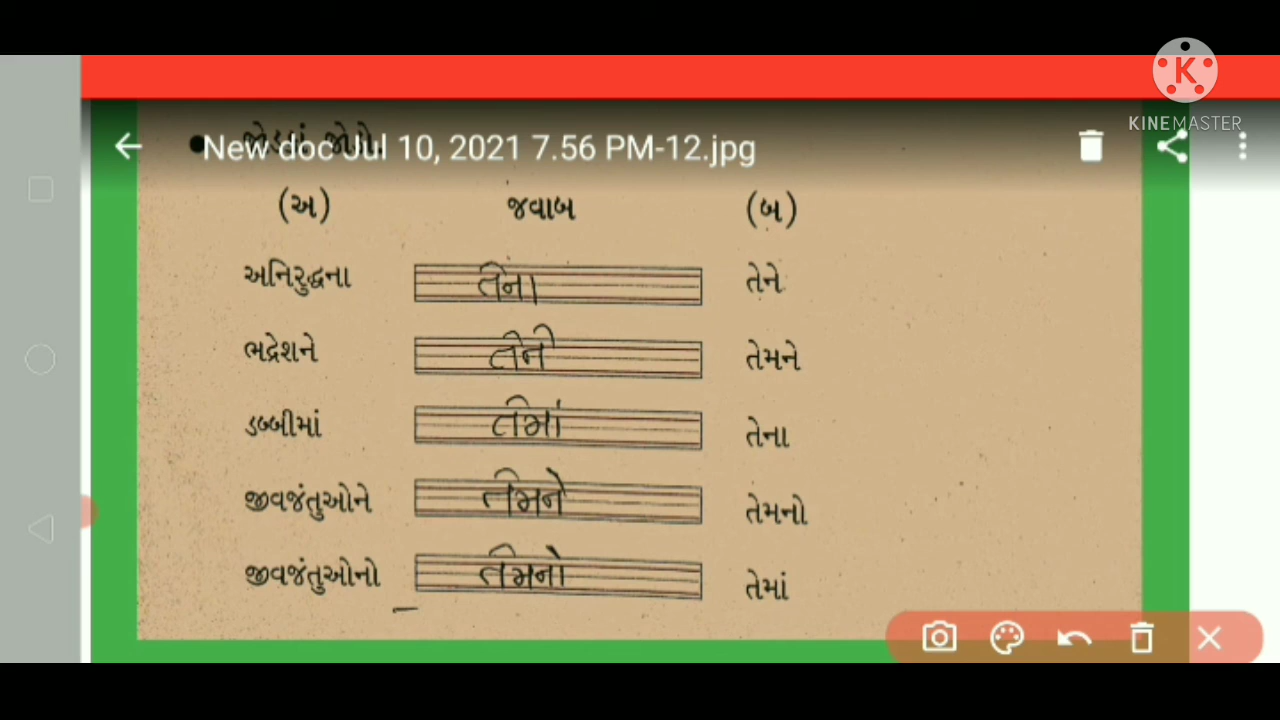 KINEMASTER
New doc Jul 10, 2021 7.56 PM-12.jpg
(અ) જવાબ (બ)
અનિરુદ્ધના તેના તેને
ભદ્રેશને તેને તેમને
ડબ્બીમાં તેમાં તેના
જીવજંતુઓને તેમને તેમનો
જીવજંતુઓનો તેમનો તેમાં